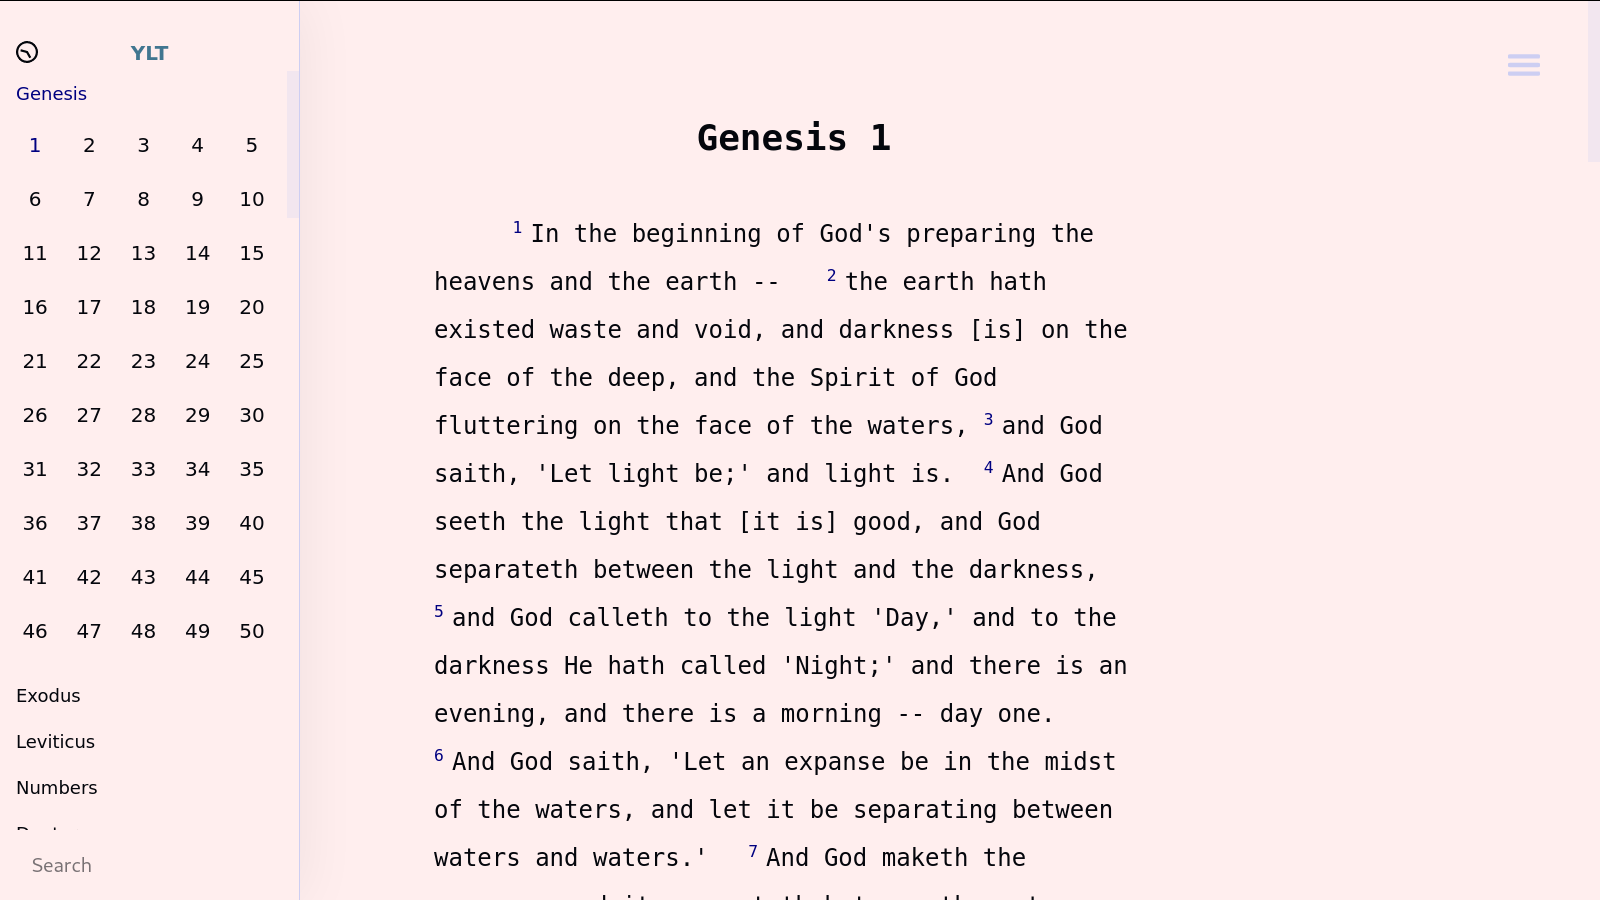 YLT
Genesis
1 2 3 4 5
6 7 8 9 10
11 12 13 14 15
16 17 18 19 20
21 22 23 24 25
26 27 28 29 30
31 32 33 34 35
36 37 38 39 40
41 42 43 44 45
46 47 48 49 50
Exodus
Leviticus
Numbers
Search
Genesis 1
1 In the beginning of God's preparing the
heavens and the earth -- 2 the earth hath
existed waste and void, and darkness [is] on the
face of the deep, and the Spirit of God
fluttering on the face of the waters, 3 and God
saith, 'Let light be;' and light is. 4 And God
seeth the light that [it is] good, and God
separateth between the light and the darkness,
5 and God calleth to the light 'Day,' and to the
darkness He hath called 'Night;' and there is an
evening, and there is a morning -- day one.
6 And God saith, 'Let an expanse be in the midst
of the waters, and let it be separating between
waters and waters.' 7 And God maketh the